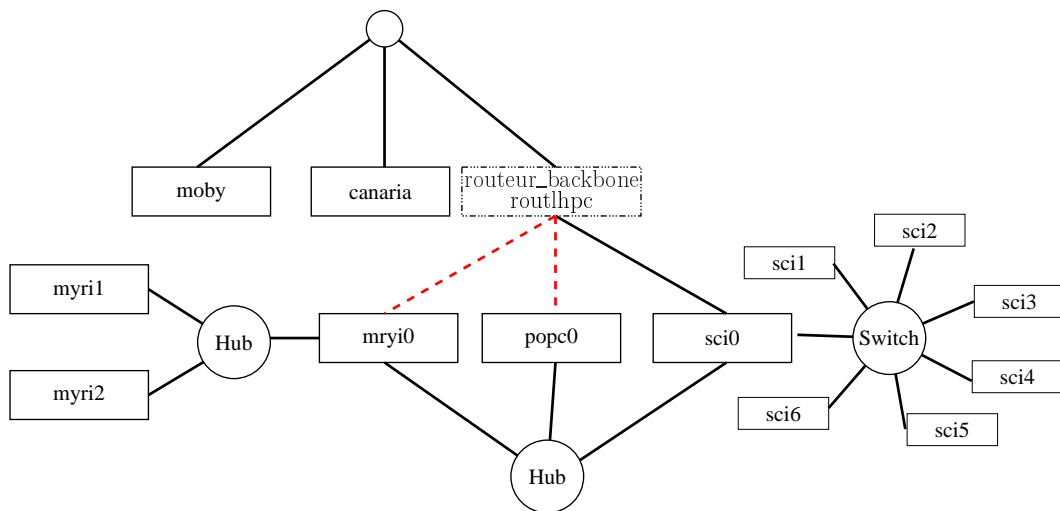 moby
canaria
routeur_backbone
routlhpc
sci2
sci1
myri1
sci3
Hub
mryi0
popc0
sci0
Switch
myri2
sci4
sci6
sci5
Hub